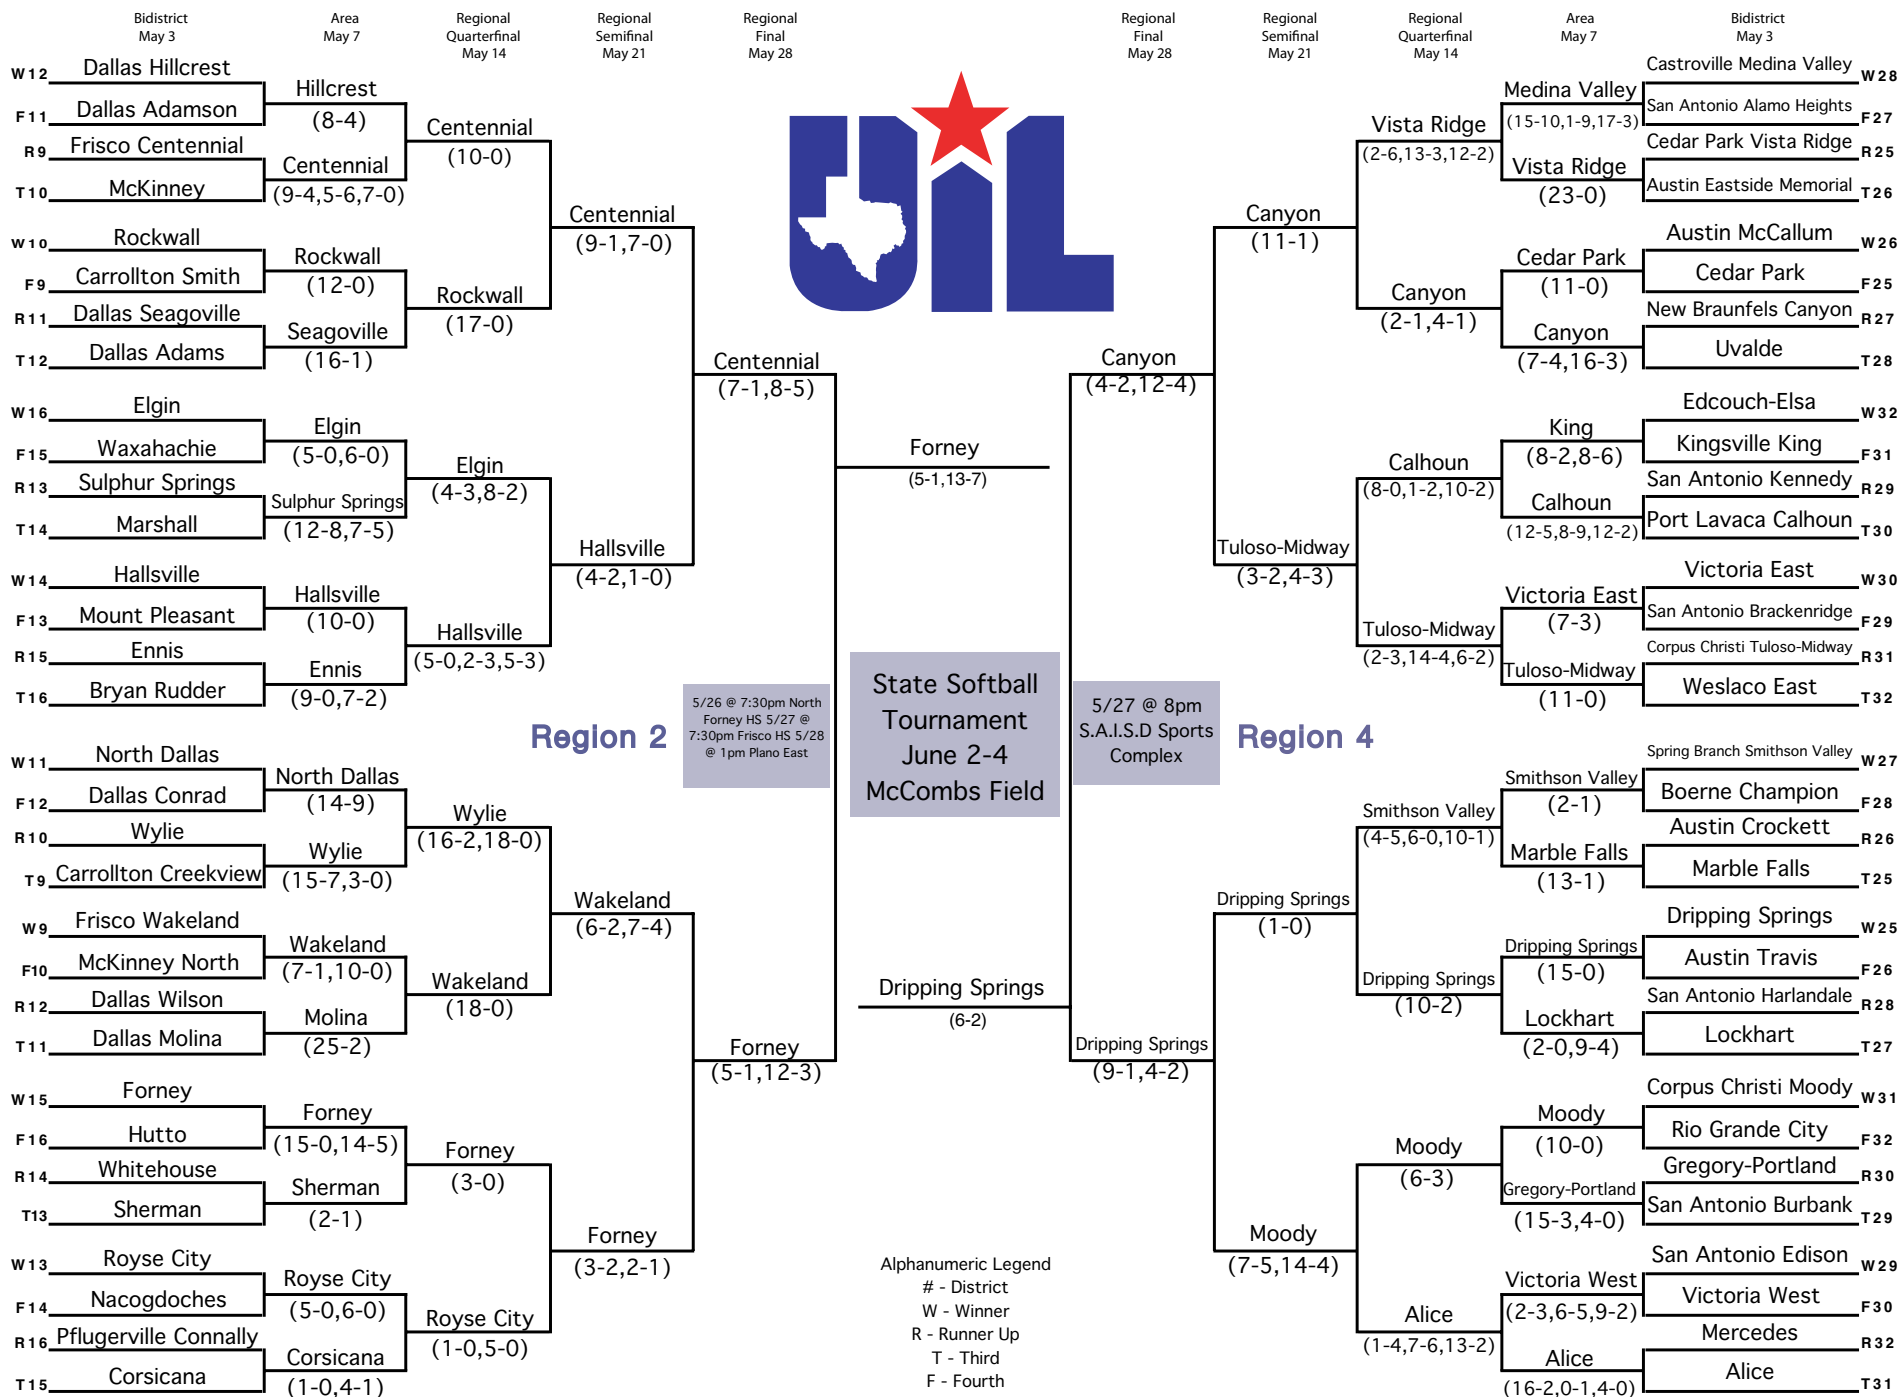 Bidistrict
May 3
Area
May 7
Regional
Quarterfinal
May 14
Regional
Semifinal
May 21
Regional
Final
May 28
Regional
Final
May 28
Regional
Semifinal
May 21
Regional
Quarterfinal
May 14
Area
May 7
Bidistrict
May 3
W12 Dallas Hillcrest
F11 Dallas Adamson
R9 Frisco Centennial
T10 McKinney
W10 Rockwall
F9 Carrollton Smith
R11 Dallas Seagoville
T12 Dallas Adams
W16 Elgin
F15 Waxahachie
R13 Sulphur Springs
T14 Marshall
W14 Hallsville
F13 Mount Pleasant
R15 Ennis
T16 Bryan Rudder
W11 North Dallas
F12 Dallas Conrad
R10 Wylie
T9 Carrollton Creekview
W9 Frisco Wakeland
F10 McKinney North
R12 Dallas Wilson
T11 Dallas Molina
W15 Forney
F16 Hutto
R14 Whitehouse
T13 Sherman
W13 Royse City
F14 Nacogdoches
R16 Pflugerville Connally
T15 Corsicana
Hillcrest
(8-4)
Centennial
(9-4,5-6,7-0)
Rockwall
(12-0)
Seagoville
(16-1)
Elgin
(5-0,6-0)
Sulphur Springs
(12-8,7-5)
Hallsville
(10-0)
Ennis
(9-0,7-2)
North Dallas
(14-9)
Wylie
(15-7,3-0)
Wakeland
(7-1,10-0)
Molina
(25-2)
Forney
(15-0,14-5)
Sherman
(2-1)
Royse City
(5-0,6-0)
Corsicana
(1-0,4-1)
Centennial
(10-0)
Rockwall
(17-0)
Elgin
(4-3,8-2)
Hallsville
(5-0,2-3,5-3)
Wylie
(16-2,18-0)
Wakeland
(18-0)
Forney
(3-0)
Royse City
(1-0,5-0)
Centennial
(9-1,7-0)
Hallsville
(4-2,1-0)
Region 2
Wakeland
(6-2,7-4)
Forney
(3-2,2-1)
Centennial
(7-1,8-5)
5/26 @ 7:30pm North
Forney HS 5/27 @
7:30pm Frisco HS 5/28
@ 1pm Plano East
Forney
(5-1,12-3)
UIL
Forney
(5-1,13-7)
State Softball
Tournament
June 2-4
McCombs Field
Dripping Springs
(6-2)
Alphanumeric Legend
# - District
W - Winner
R - Runner Up
T - Third
F - Fourth
Canyon
(4-2,12-4)
5/27 @ 8pm
S.A.I.S.D Sports
Complex
Dripping Springs
(9-1,4-2)
Canyon
(11-1)
Tuloso-Midway
(3-2,4-3)
Region 4
Dripping Springs
(1-0)
Moody
(7-5,14-4)
Vista Ridge
(2-6,13-3,12-2)
Canyon
(2-1,4-1)
Calhoun
(8-0,1-2,10-2)
Tuloso-Midway
(2-3,14-4,6-2)
Smithson Valley
(4-5,6-0,10-1)
Dripping Springs
(10-2)
Moody
(6-3)
Alice
(1-4,7-6,13-2)
Medina Valley
(15-10,1-9,17-3)
Vista Ridge
(23-0)
Cedar Park
(11-0)
Canyon
(7-4,16-3)
King
(8-2,8-6)
Calhoun
(12-5,8-9,12-2)
Victoria East
(7-3)
Tuloso-Midway
(11-0)
Smithson Valley
(2-1)
Marble Falls
(13-1)
Dripping Springs
(15-0)
Lockhart
(2-0,9-4)
Moody
(10-0)
Gregory-Portland
(15-3,4-0)
Victoria West
(2-3,6-5,9-2)
Alice
(16-2,0-1,4-0)
Castroville Medina Valley W28
San Antonio Alamo Heights F27
Cedar Park Vista Ridge R25
Austin Eastside Memorial T26
Austin McCallum W26
Cedar Park F25
New Braunfels Canyon R27
Uvalde T28
Edcouch-Elsa W32
Kingsville King F31
San Antonio Kennedy R29
Port Lavaca Calhoun T30
Victoria East W30
San Antonio Brackenridge F29
Corpus Christi Tuloso-Midway R31
Weslaco East T32
Spring Branch Smithson Valley W27
Boerne Champion F28
Austin Crockett R26
Marble Falls T25
Dripping Springs W25
Austin Travis F26
San Antonio Harlandale R28
Lockhart T27
Corpus Christi Moody W31
Rio Grande City F32
Gregory-Portland R30
San Antonio Burbank T29
San Antonio Edison W29
Victoria West F30
Mercedes R32
Alice T31